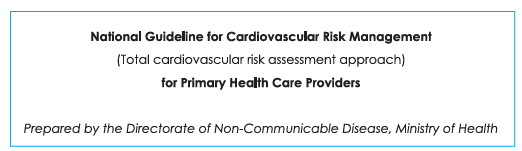 National Guideline for Cardiovascular Risk Management
(Total cardiovascular risk assessment approach)
for Primary Health Care Providers
Prepared by the Directorate of Non-Communicable Disease, Ministry of Health